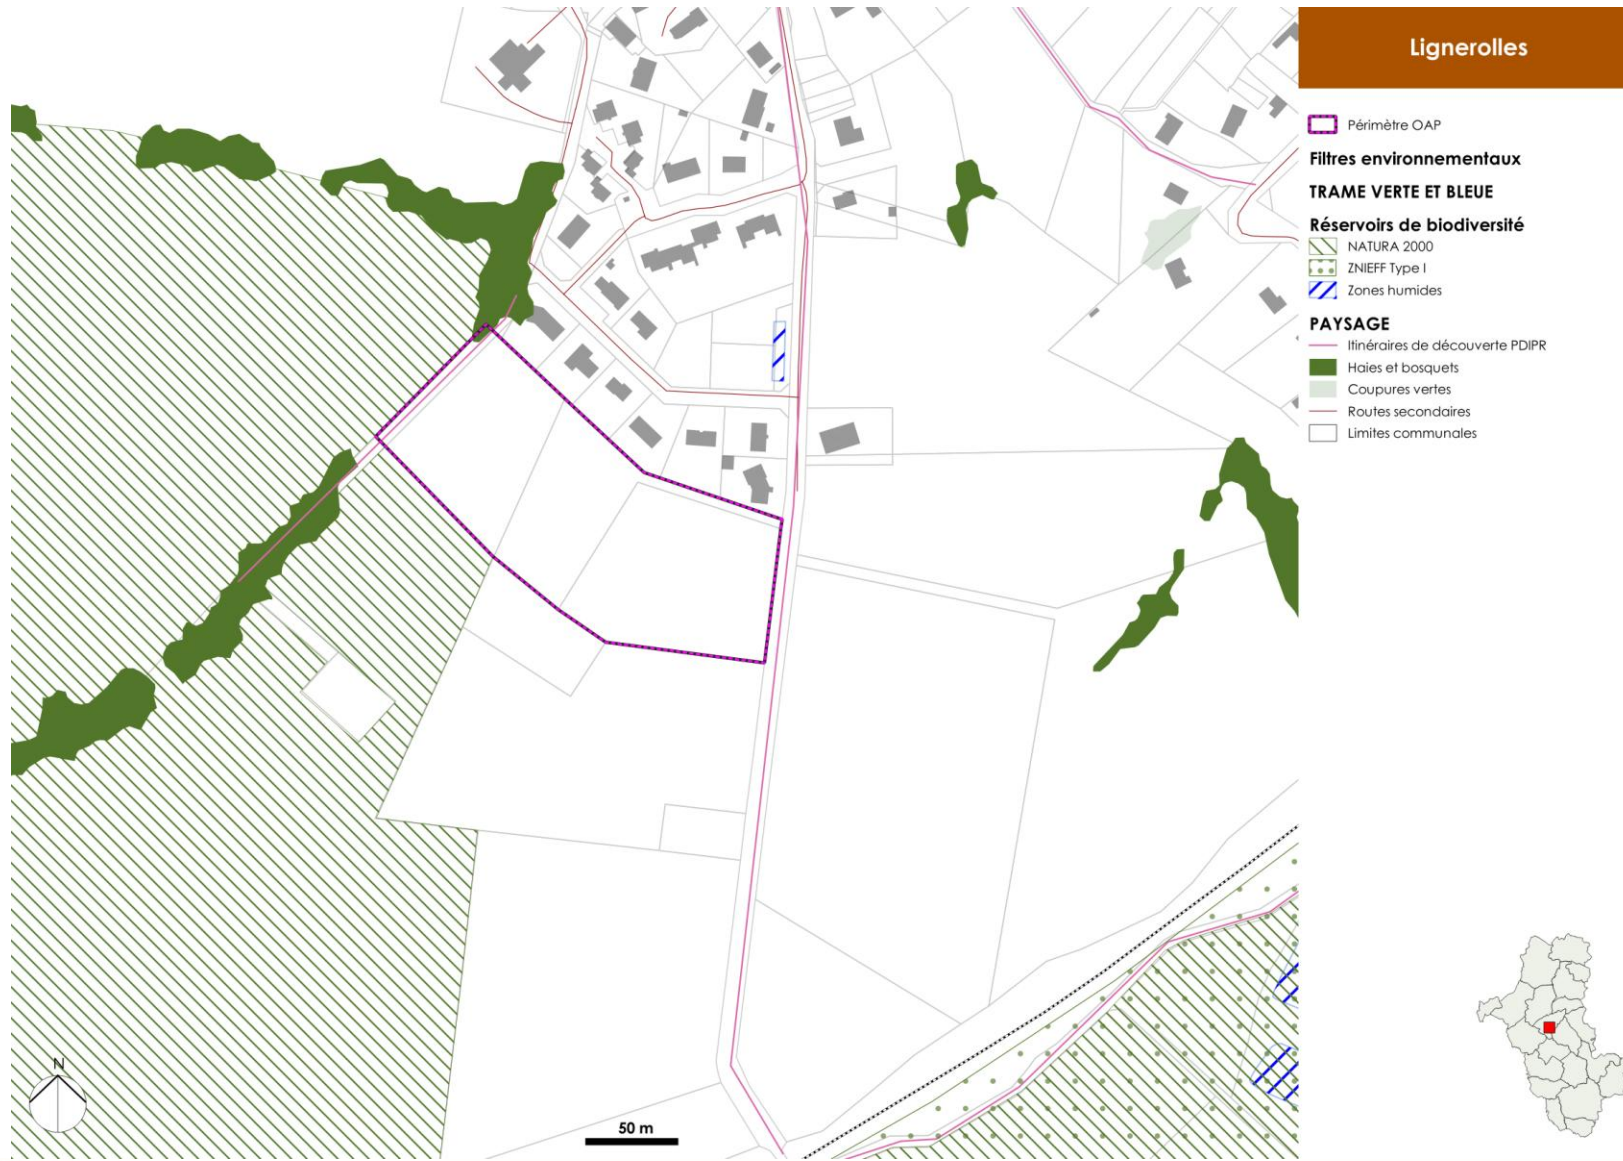 Lignerolles
Périmètre OAP
Filtres environnementaux
TRAME VERTE ET BLEUE
Réservoirs de biodiversité
NATURA 2000
ZNIEFF Type I
Zones humides
PAYSAGE
Itinéraires de découverte PDIPR
Haies et bosquets
Coupures vertes
Routes secondaires
Limites communales
N
50 m